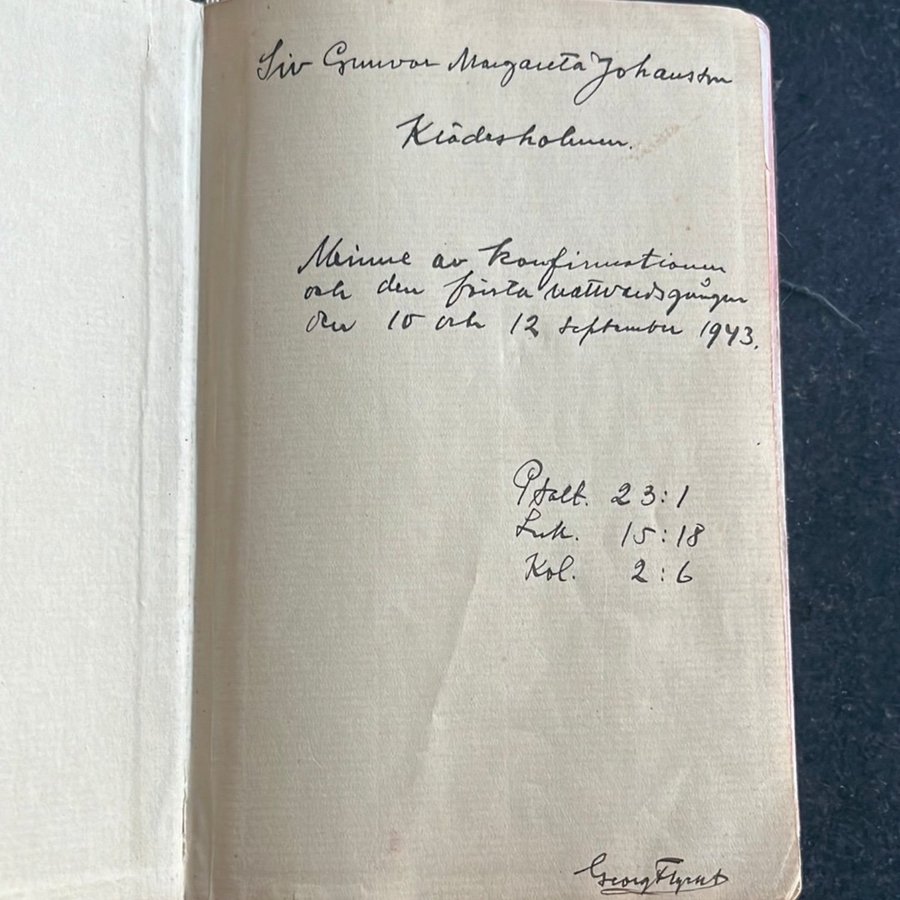 Siv Gunvor Margareta Johansson
Klädesholmen.
Minne av konfirmationen
och den första nattvardsgången
den 10 och 12 september 1943.
Psalt. 23:1
Luk. 15:18
Kol. 2:6
Georg